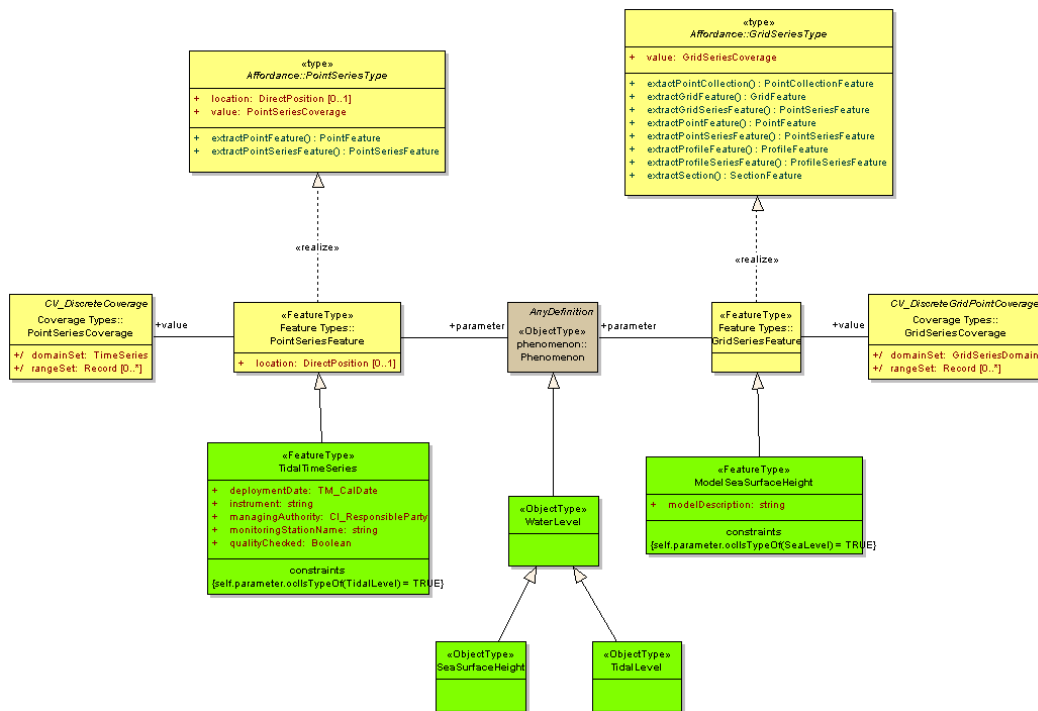 «type»
Affordance::GridSeriesType
+ value: GridSeriesCoverage
+ extactPointCollection() : PointCollectionFeature
+ extractGridFeature() : GridFeature
+ extractGridSeriesFeature() : PointSeriesFeature
+ extractPointFeature() : PointFeature
+ extractPointSeriesFeature() : PointSeriesFeature
+ extractProfileFeature() : ProfileFeature
+ extractProfileSeriesFeature() : ProfileSeriesFeature
+ extractSection() : SectionFeature
«type»
Affordance::PointSeriesType
+ location: DirectPosition [0..1]
+ value: PointSeriesCoverage
+ extractPointFeature() : PointFeature
+ extractPointSeriesFeature() : PointSeriesFeature
«realize»
«realize»
CV_DiscreteCoverage
Coverage Types::
PointSeriesCoverage
+/ domainSet: TimeSeries
+/ rangeSet: Record [0..*]
+value
«FeatureType»
Feature Types::
PointSeriesFeature
+ location: DirectPosition [0..1]
+parameter
AnyDefinition
«ObjectType»
phenomenon::
Phenomenon
+parameter
«FeatureType»
Feature Types::
GridSeriesFeature
+value
CV_DiscreteGridPointCoverage
Coverage Types::
GridSeriesCoverage
+/ domainSet: GridSeriesDomain
+/ rangeSet: Record [0..*]
«FeatureType»
TidalTimeSeries
+ deploymentDate: TM_CalDate
+ instrument: string
+ managingAuthority: CI_ResponsibleParty
+ monitoringStationName: string
+ qualityChecked: Boolean
constraints
{self.parameter.oclIsTypeOf(TidalLevel) = TRUE}
«ObjectType»
WaterLevel
«FeatureType»
ModelSeaSurfaceHeight
+ modelDescription: string
constraints
{self.parameter.oclIsTypeOf(SeaLevel) = TRUE}
«ObjectType»
SeaSurfaceHeight
«ObjectType»
TidalLevel